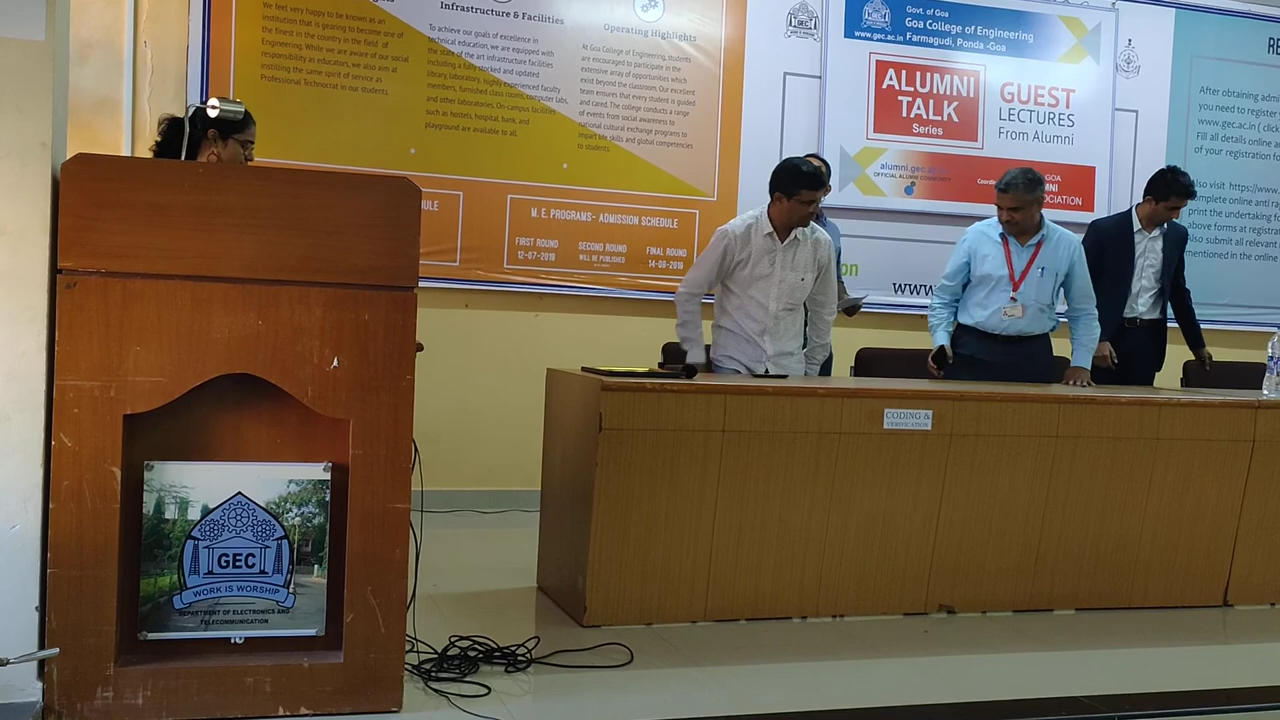 We feel very happy to be known as an
institution that is gearing to become one of
the finest in the country in the field of
Engineering. While we are aware of our social
responsibility as educators, we also aim at
instilling the same spirit of service as
Professional Technocrat in our students.
Infrastructure & Facilities
To achieve our goals of excellence in
technical education, we are equipped with
the state of the art infrastructure facilities
including a fully stocked and updated
library, laboratory, highly experienced faculty
members, furnished class rooms, computer labs,
and other laboratories. On-campus facilities
such as hostels, hospital, bank, and
playground are available to all.
Operating Highlights
At Goa College of Engineering, students
are encouraged to participate in the
extensive array of opportunities which
exist beyond the classroom. Our excellent
team ensures that every student is guided
and cared. The college conducts a range
of events from social awareness to
national cultural exchange programs to
impart life skills and global competencies
to students.
M. E. PROGRAMS- ADMISSION SCHEDULE
FIRST ROUND
12-07-2019
SECOND ROUND
WILL BE PUBLISHED
FINAL ROUND
14-08-2019
GEC
www.gec.ac.in
Govt. of Goa
Goa College of Engineering
Farmagudi, Ponda -Goa
ALUMNI
TALK
Series
GUEST
LECTURES
From Alumni
alumni.gec.
OFFICIAL ALUMNI COMMUNITY
GOA
www.
After obtaining
you need to register
www.gec.ac.in
Fill all details online
of your registration
Also visit https://www.
complete online anti
print the undertaking
above forms at
Also submit all relevant
mentioned in the online
CODING &
VERIFICATION
GEC
WORK IS WORSHIP
DEPARTMENT OF ELECTRONICS AND
TELECOMMUNICATION